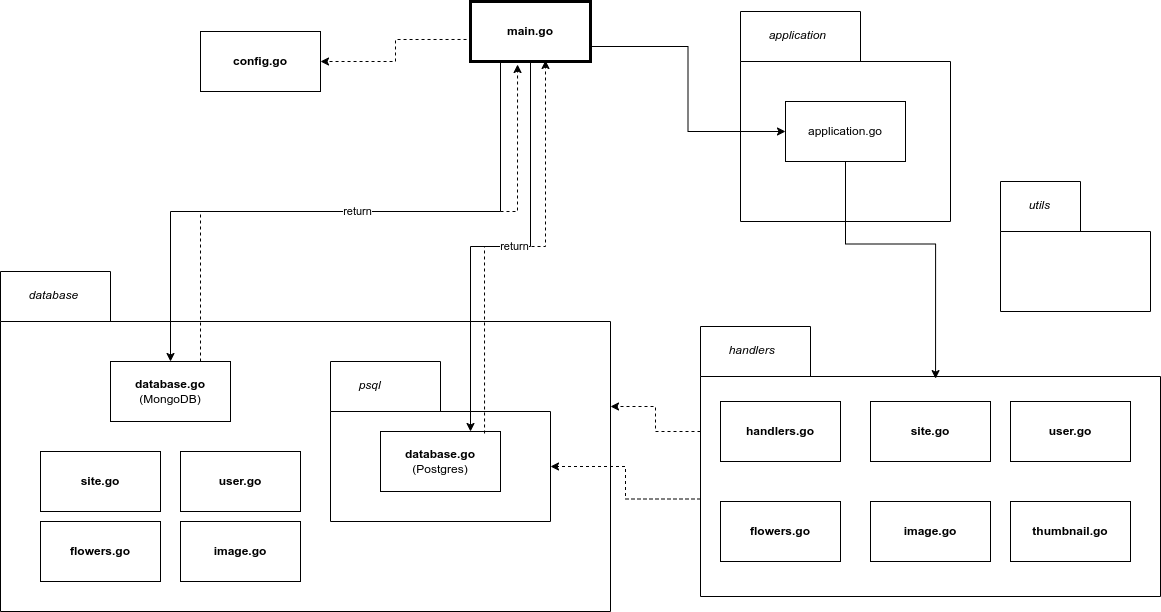 main.go
application
config.go
application.go
utils
return
return
database
handlers
database.go
(MongoDB)
psql
handlers.go
site.go
user.go
database.go
(Postgres)
site.go
user.go
flowers.go
image.go
thumbnail.go
flowers.go
image.go